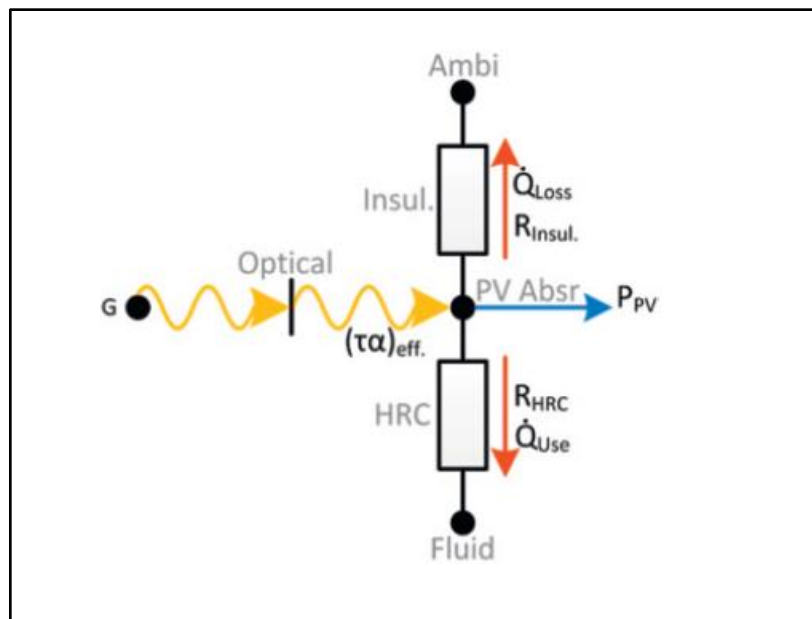 Ambi
Q̇Loss
Insul.
RInsul.
Optical
PV Absr
PPV
G
(τα)eff.
RHRC
HRC
Q̇Use
Fluid